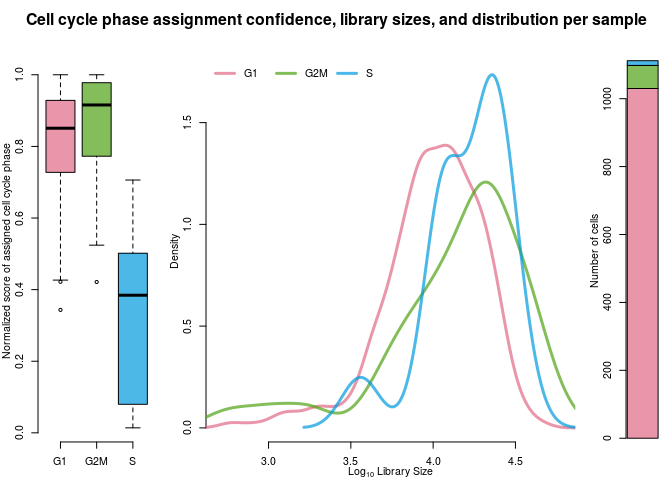 Cell cycle phase assignment confidence, library sizes, and distribution per sample
Normalized score of assigned cell cycle phase
0.0
0.2
0.4
0.6
0.8
1.0
G1
G2M
S
G1
G2M
S
Density
0.0
0.5
1.0
1.5
3.0
3.5
4.0
4.5
Log10 Library Size
Number of cells
0
200
400
600
800
1000